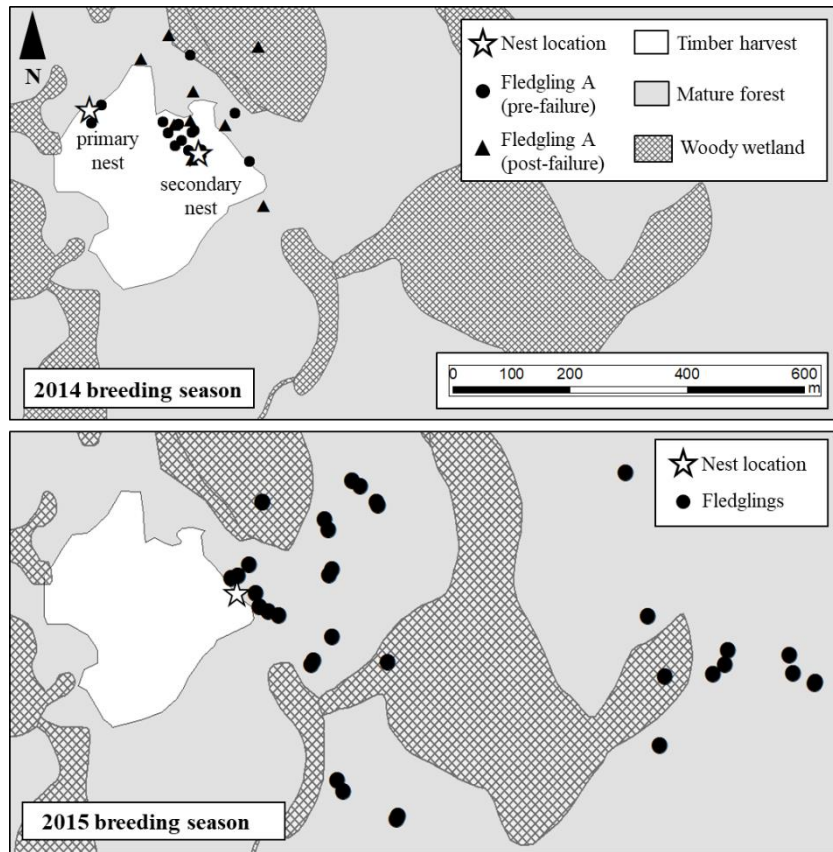 N
Nest location
Fledgling A
(pre-failure)
Fledgling A
(post-failure)
Timber harvest
Mature forest
Woody wetland
primary
nest
secondary
nest
0 100 200 400 600
m
2014 breeding season
Nest location
Fledglings
2015 breeding season